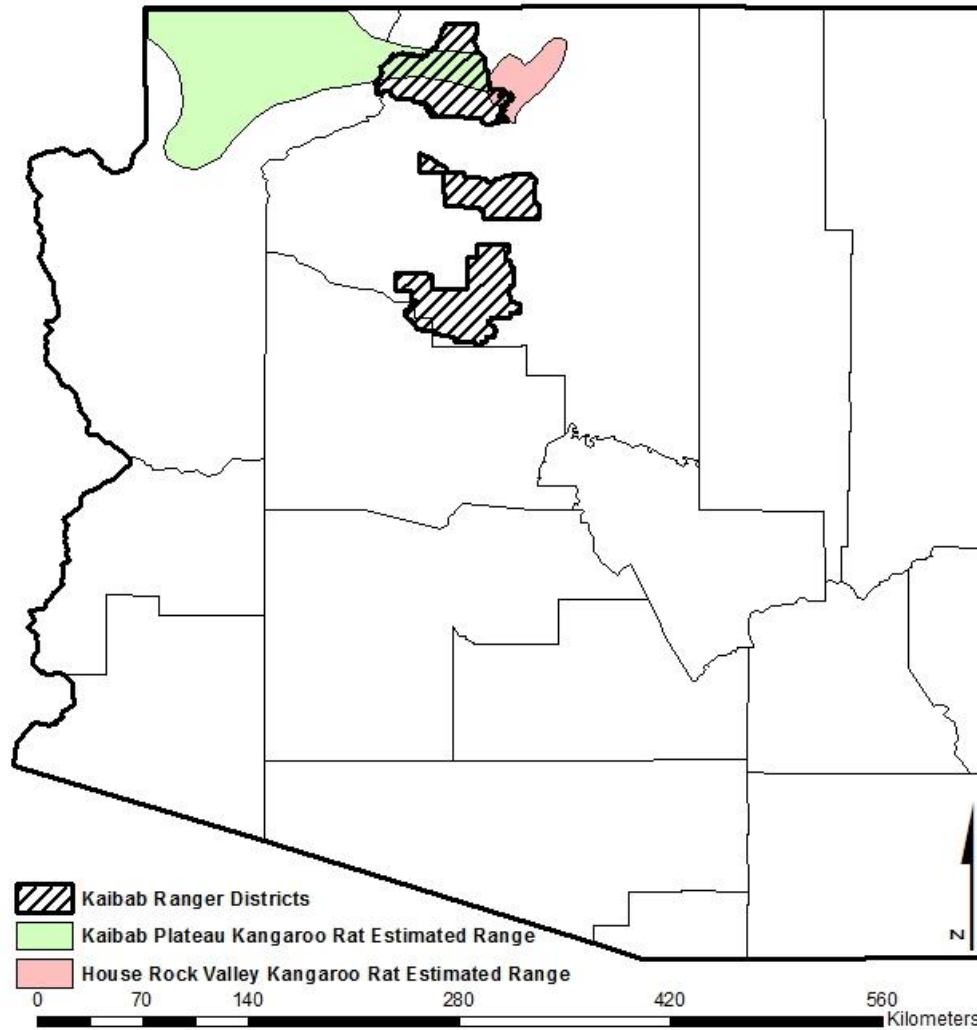 N
Kaibab Ranger Districts
Kaibab Plateau Kangaroo Rat Estimated Range
House Rock Valley Kangaroo Rat Estimated Range
0 70 140 280 420 560
Kilometers